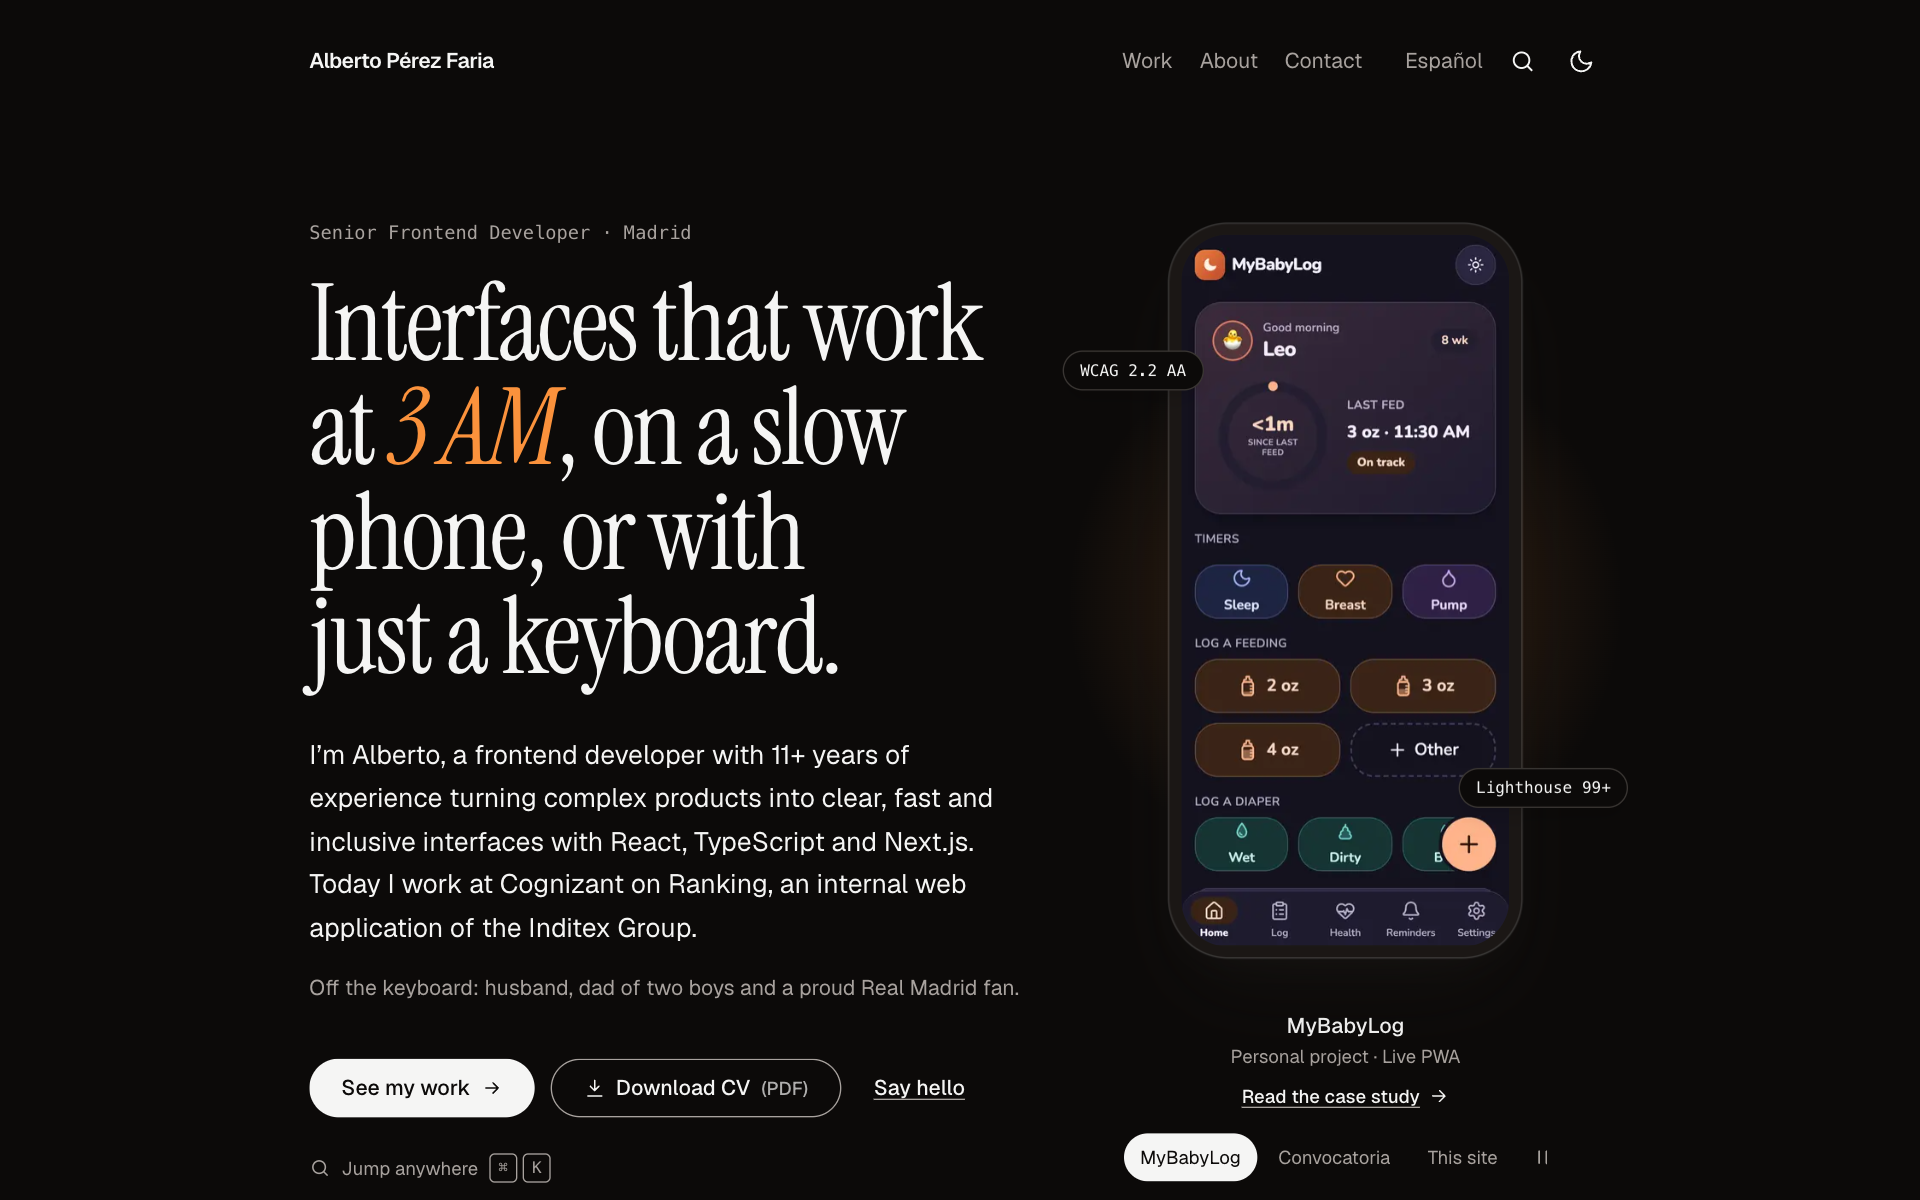 Alberto Pérez Faria
Work About Contact Español
Senior Frontend Developer · Madrid
Interfaces that work
at 3 AM, on a slow
phone, or with
just a keyboard.
I’m Alberto, a frontend developer with 11+ years of
experience turning complex products into clear, fast and
inclusive interfaces with React, TypeScript and Next.js.
Today I work at Cognizant on Ranking, an internal web
application of the Inditex Group.
Off the keyboard: husband, dad of two boys and a proud Real Madrid fan.
See my work →
Download CV (PDF)
Say hello
Jump anywhere ⌘ K
MyBabyLog
Good morning
Leo
8 wk
WCAG 2.2 AA
<1m
SINCE LAST
FEED
LAST FED
3 oz · 11:30 AM
On track
TIMERS
Sleep Breast Pump
LOG A FEEDING
2 oz 3 oz
4 oz + Other
Lighthouse 99+
LOG A DIAPER
Wet Dirty B
+
Home Log Health Reminders Settings
MyBabyLog
Personal project · Live PWA
Read the case study →
MyBabyLog Convocatoria This site